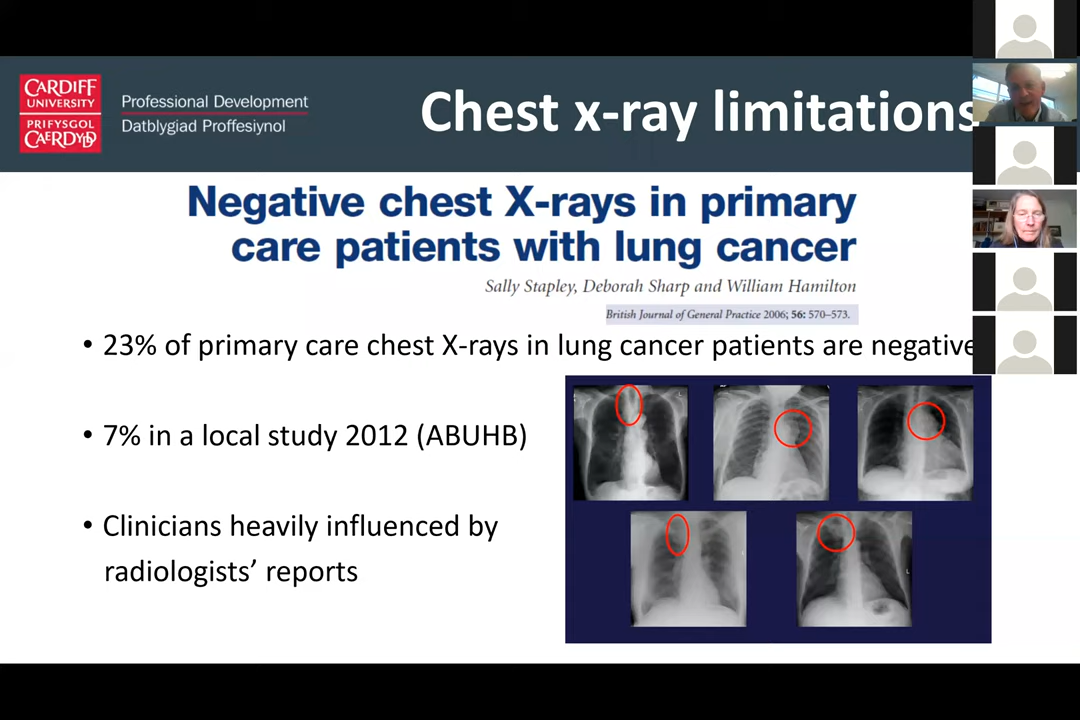 CARDIFF
UNIVERSITY
PRIFYSGOL
CAERDYDD
Professional Development
Datblygiad Proffesiynol
Chest x-ray limitations
Negative chest X-rays in primary
care patients with lung cancer
Sally Stapley, Deborah Sharp and William Hamilton
British Journal of General Practice 2006; 56: 570–573.
• 23% of primary care chest X-rays in lung cancer patients are negative
• 7% in a local study 2012 (ABUHB)
• Clinicians heavily influenced by
radiologists’ reports